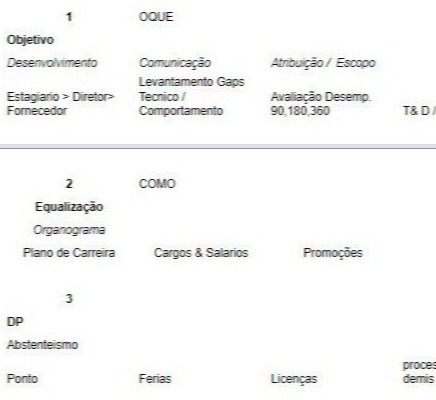 1 OQUE
Objetivo
Desenvolvimento Comunicação Atribuição / Escopo
Levantamento Gaps
Estagiario > Diretor> Tecnico / Avaliação Desemp.
Fornecedor Comportamento 90,180,360 T& D /
2 COMO
Equalização
Organograma
Plano de Carreira Cargos & Salarios Promoções
3
DP
Abstenteismo
proces
Ponto Ferias Licenças demis